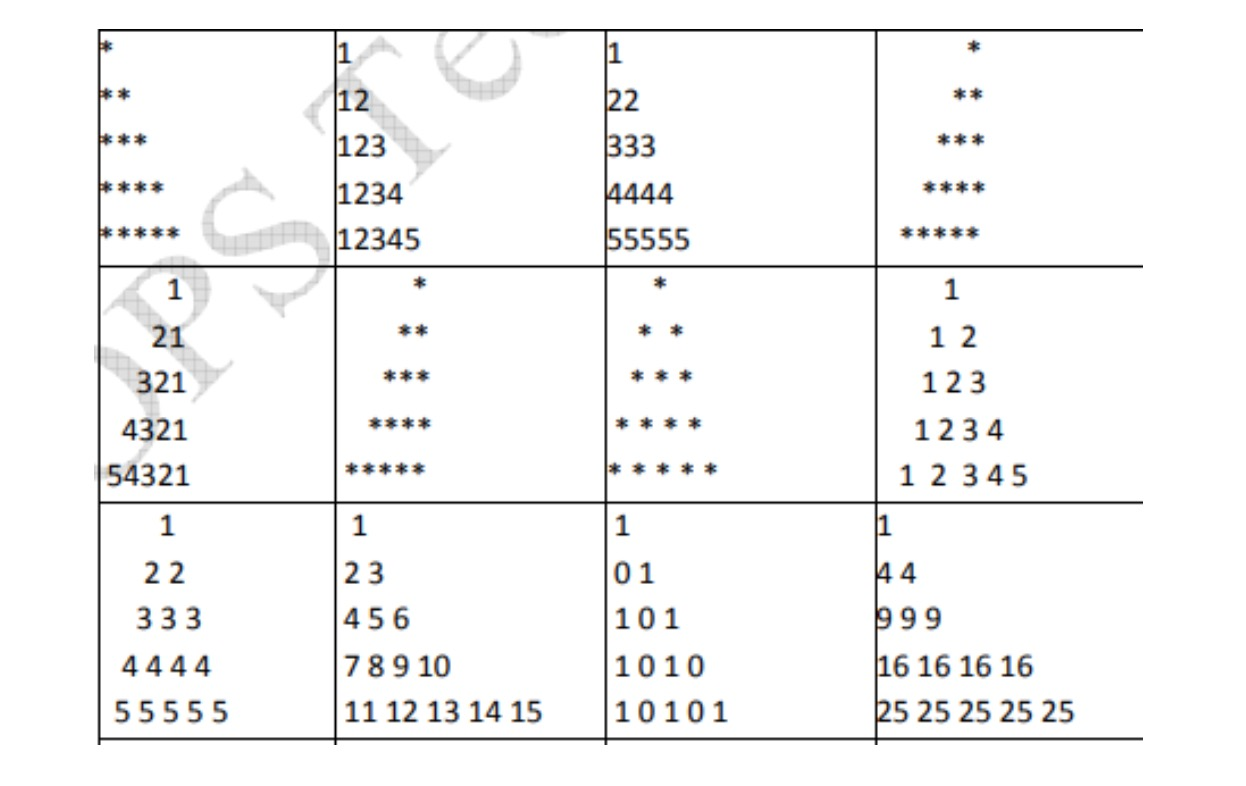 *
**
***
****
*****
1
12
123
1234
12345
1
22
333
4444
55555
*
**
***
****
*****
1
21
321
4321
54321
*
**
***
****
*****
*
* *
* * *
* * * *
* * * * *
1
1 2
1 2 3
1 2 3 4
1 2 3 4 5
1
2 2
3 3 3
4 4 4 4
5 5 5 5 5
1
2 3
4 5 6
7 8 9 10
11 12 13 14 15
1
0 1
1 0 1
1 0 1 0
1 0 1 0 1
1
4 4
9 9 9
16 16 16 16
25 25 25 25 25